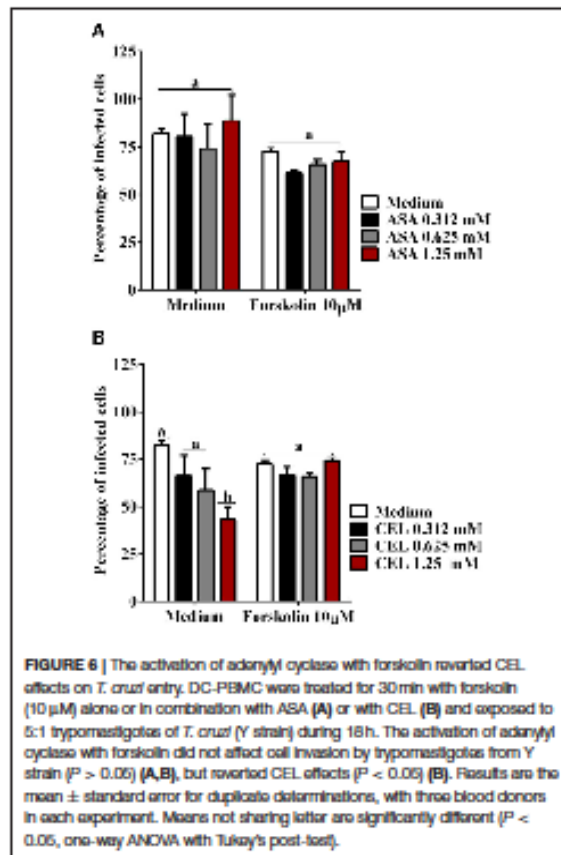 A
125
100
75
50
25
0
Percentage of infected cells
a
a
Medium
ASA 0.312 mM
ASA 0.625 mM
ASA 1.25 mM
Medium
Forskolin 10µM
B
125
100
75
50
25
0
Percentage of infected cells
a
a
b
a
Medium
CEL 0.312 mM
CEL 0.625 mM
CEL 1.25 mM
Medium
Forskolin 10µM
FIGURE 6 | The activation of adenylyl cyclase with forskolin reverted CEL
effects on T. cruzi entry. DC-PBMC were treated for 30 min with forskolin
(10 µM) alone or in combination with ASA (A) or with CEL (B) and exposed to
5:1 trypomastigotes of T. cruzi (Y strain) during 18 h. The activation of adenylyl
cyclase with forskolin did not affect cell invasion by trypomastigotes from Y
strain (P > 0.05) (A,B), but reverted CEL effects (P < 0.05) (B). Results are the
mean ± standard error for duplicate determinations, with three blood donors
in each experiment. Means not sharing letter are significantly different (P <
0.05, one-way ANOVA with Tukey's post-test).